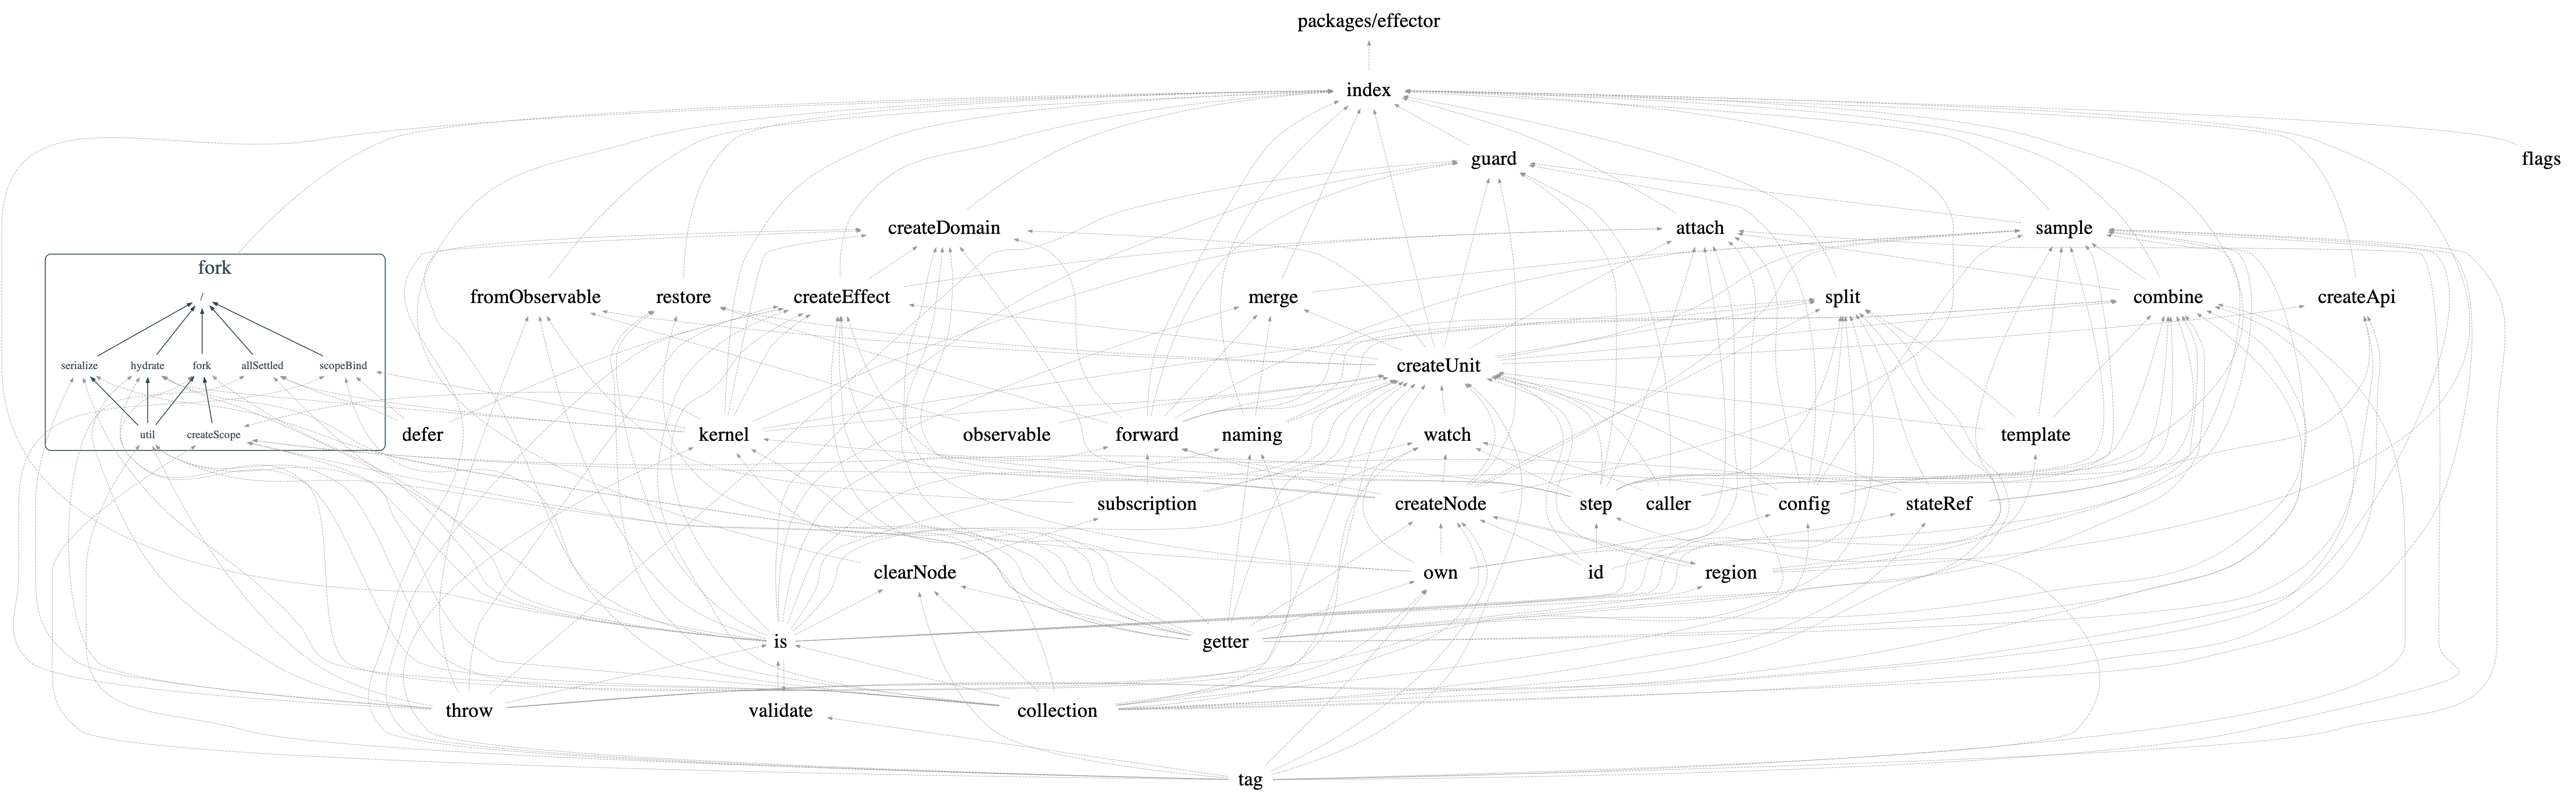 packages/effector
index
guard
flags
createDomain
attach
sample
fork
/
fromObservable
restore
createEffect
merge
split
combine
createApi
serialize
hydrate
fork
allSettled
scopeBind
createUnit
util
createScope
defer
kernel
observable
forward
naming
watch
template
subscription
createNode
step
caller
config
stateRef
clearNode
own
id
region
is
getter
throw
validate
collection
tag